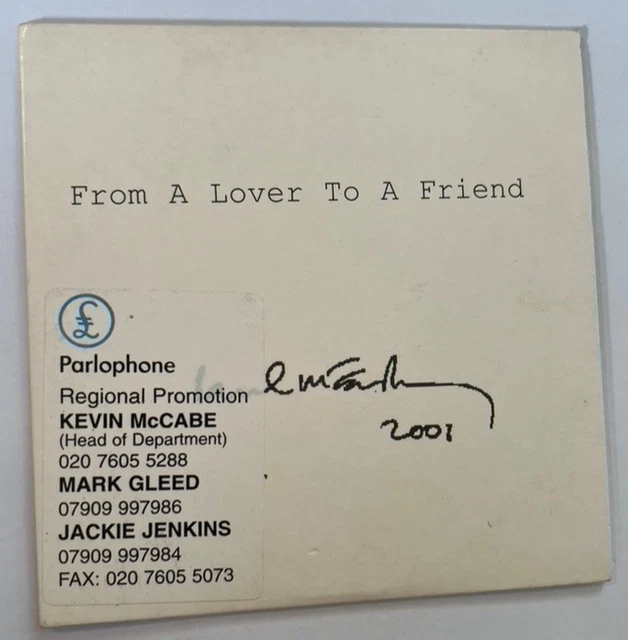 From A Lover To A Friend
£
Parlophone
Regional Promotion
KEVIN McCABE
(Head of Department)
020 7605 5288
MARK GLEED
07909 997986
JACKIE JENKINS
07909 997984
FAX: 020 7605 5073
2001